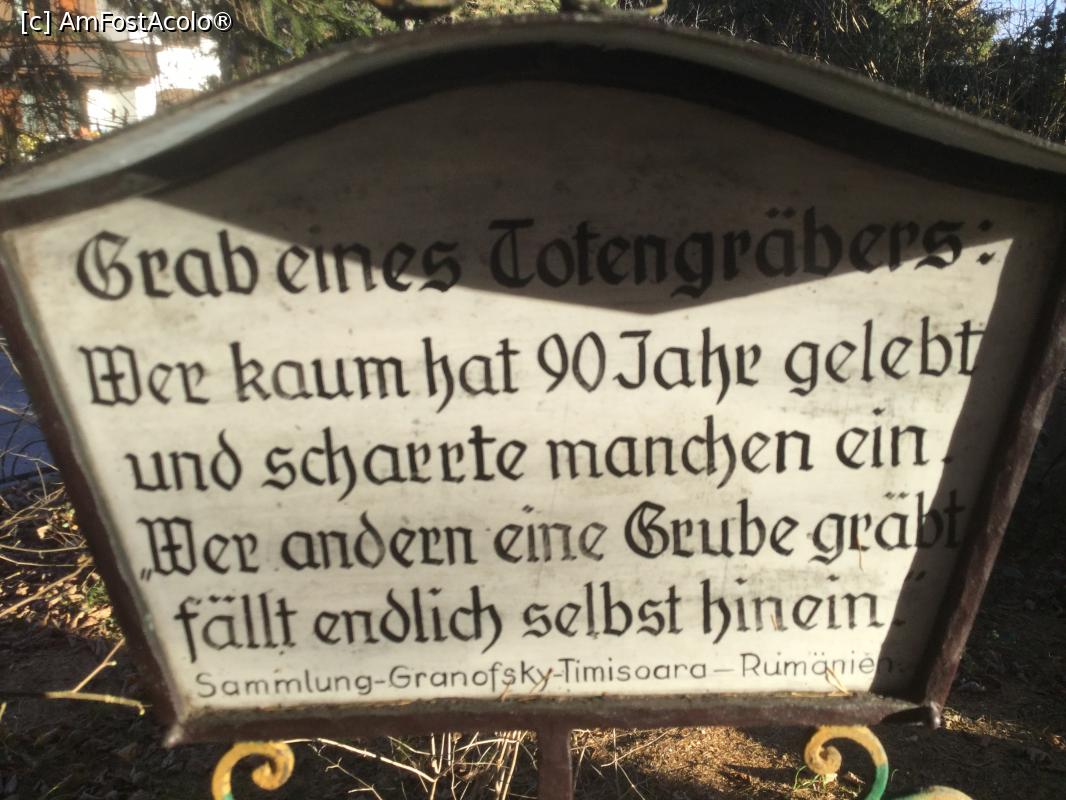 [c] AmFostAcolo®
Grab eines Totengräbers:
Wer kaum hat 90 Jahr gelebt
und scharrte manchen ein.
„Wer andern eine Grube gräbt
fällt endlich selbst hinein."
Sammlung-Granofsky-Timisoara-Rumänien.